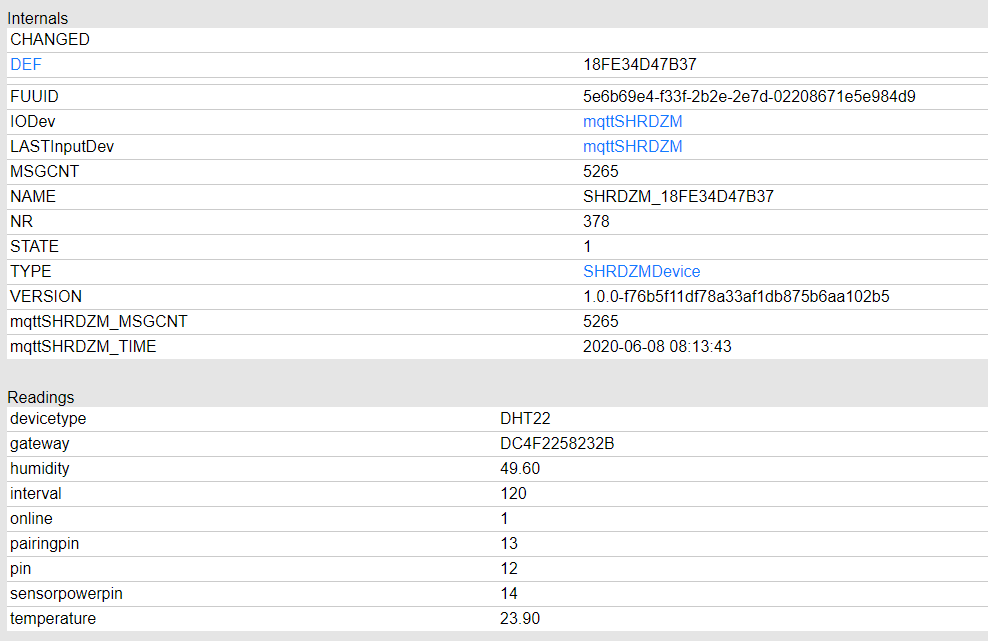 Internals
CHANGED
DEF 18FE34D47B37
FUUID 5e6b69e4-f33f-2b2e-2e7d-02208671e5e984d9
IODev mqttSHRDZM
LASTInputDev mqttSHRDZM
MSGCNT 5265
NAME SHRDZM_18FE34D47B37
NR 378
STATE 1
TYPE SHRDZMDevice
VERSION 1.0.0-f76b5f11df78a33af1db875b6aa102b5
mqttSHRDZM_MSGCNT 5265
mqttSHRDZM_TIME 2020-06-08 08:13:43
Readings
devicetype DHT22
gateway DC4F2258232B
humidity 49.60
interval 120
online 1
pairingpin 13
pin 12
sensorpowerpin 14
temperature 23.90